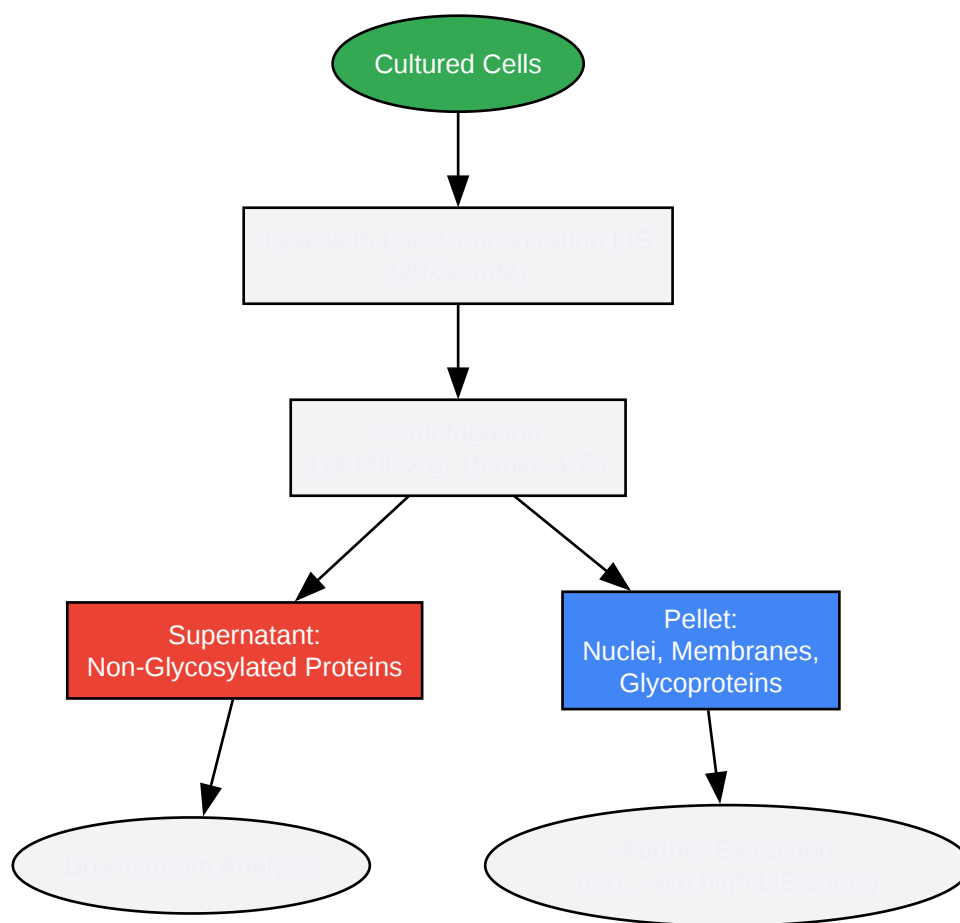 Cultured Cells
Lyse with Low Concentration LIS
(20-30 mM)
Centrifugation
(14,000 x g, 15 min, 4°C)
Supernatant:
Non-Glycosylated Proteins
Pellet:
Nuclei, Membranes,
Glycoproteins
Downstream Analysis
Further Extraction
(e.g., with high LIS conc.)